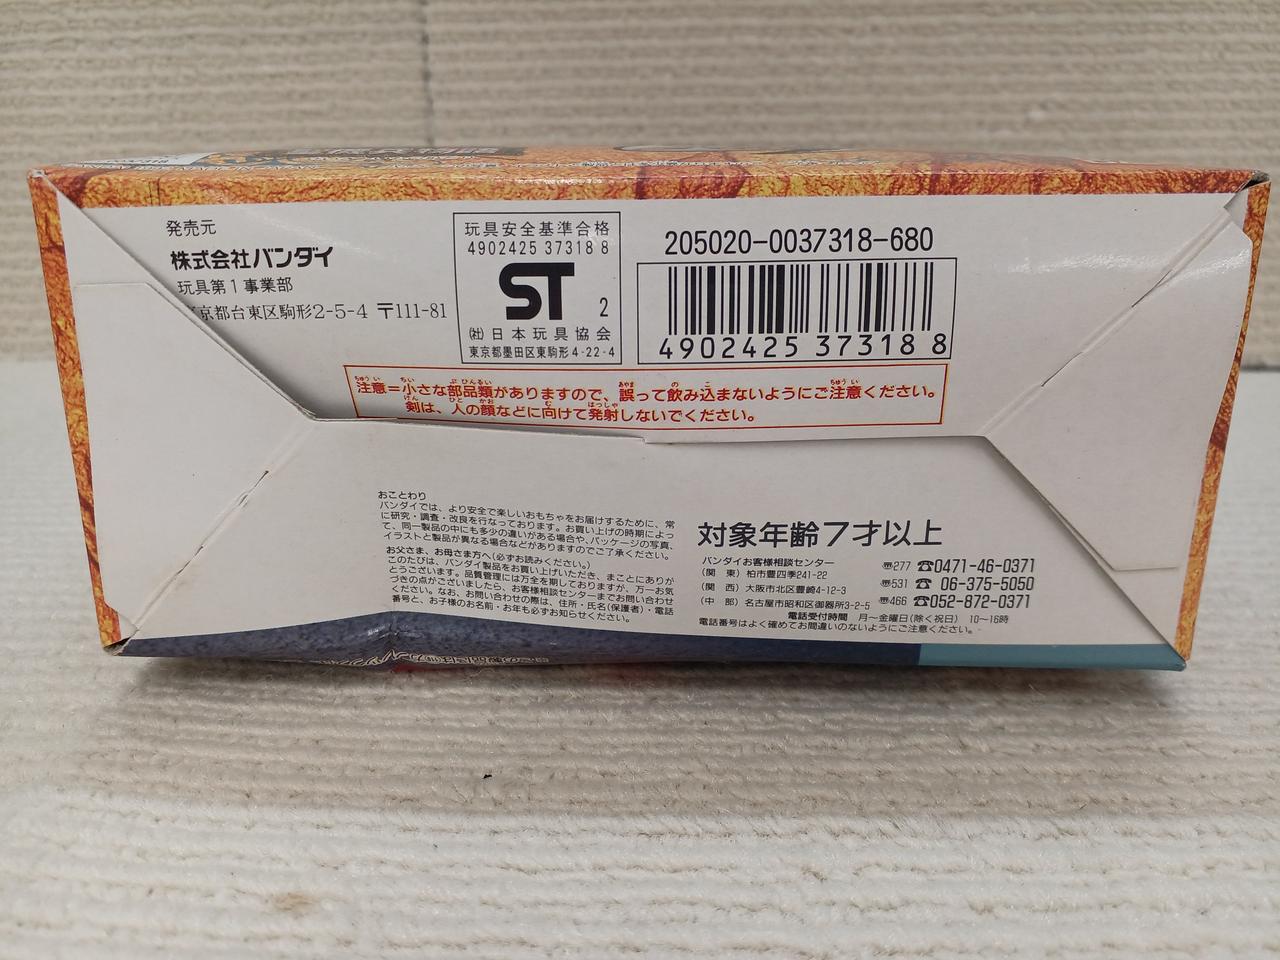 発売元
株式会社バンダイ
玩具第1事業部
京都台東区駒形2-5-4 〒111-81
玩具安全基準合格
4902425 37318 8
ST 2
(社)日本玩具協会
東京都墨田区東駒形4-22-4
205020-0037318-680
4902425 37318 8
注意=小さな部品類がありますので、誤って飲み込まないようにご注意ください。
剣は、人の顔などに向けて発射しないでください。
おことわり
バンダイでは、より安全で楽しいおもちゃをお届けするために、常
に研究・調査・改良を行なっております。お買い上げの時期によっ
て、同一製品の中にも多少の違いがある場合や、パッケージの写真、
イラストと製品が異なる場合などがありますのでご了承ください。
お父さま、お母さま方へ(必ずお読みください。)
このたびは、バンダイ製品をお買い上げいただき、まことにありが
とうございます。品質管理には万全を期しておりますが、万一お気
づきの点がございましたら、お客様相談センターまでお問い合わせ
ください。なお、お問い合わせの際は、住所・氏名(保護者)・電話
番号と、お子様のお名前・お年も必ずお知らせください。
対象年齢7才以上
バンダイお客様相談センター
(関 東) 柏市豊四季241-22 〠277 ☎0471-46-0371
(関 西) 大阪市北区豊崎4-12-3 〠531 ☎06-375-5050
(中 部) 名古屋市昭和区御器所3-2-5 〠466 ☎052-872-0371
電話受付時間 月〜金曜日(除く祝日) 10〜16時
電話番号はよく確めてお間違いのないようにご注意ください。